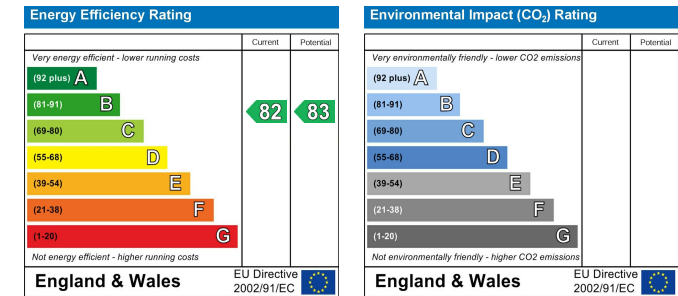 Energy Efficiency Rating
Current Potential
Very energy efficient - lower running costs
(92 plus) A
(81-91) B
82 83
(69-80) C
(55-68) D
(39-54) E
(21-38) F
(1-20) G
Not energy efficient - higher running costs
England & Wales
EU Directive
2002/91/EC
Environmental Impact (CO₂) Rating
Current Potential
Very environmentally friendly - lower CO2 emissions
(92 plus) A
(81-91) B
(69-80) C
(55-68) D
(39-54) E
(21-38) F
(1-20) G
Not environmentally friendly - higher CO2 emissions
England & Wales
EU Directive
2002/91/EC